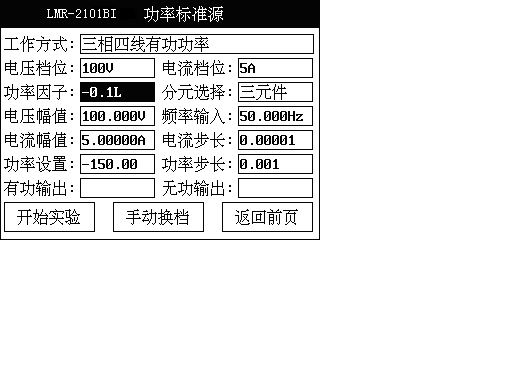 LMR-2101BI 功率标准源
工作方式: 三相四线有功功率
电压档位: 100V 电流档位: 5A
功率因子: -0.1L 分元选择: 三元件
电压幅值: 100.000V 频率输入: 50.000Hz
电流幅值: 5.00000A 电流步长: 0.00001
功率设置: -150.00 功率步长: 0.001
有功输出: 无功输出:
开始实验 手动换档 返回前页